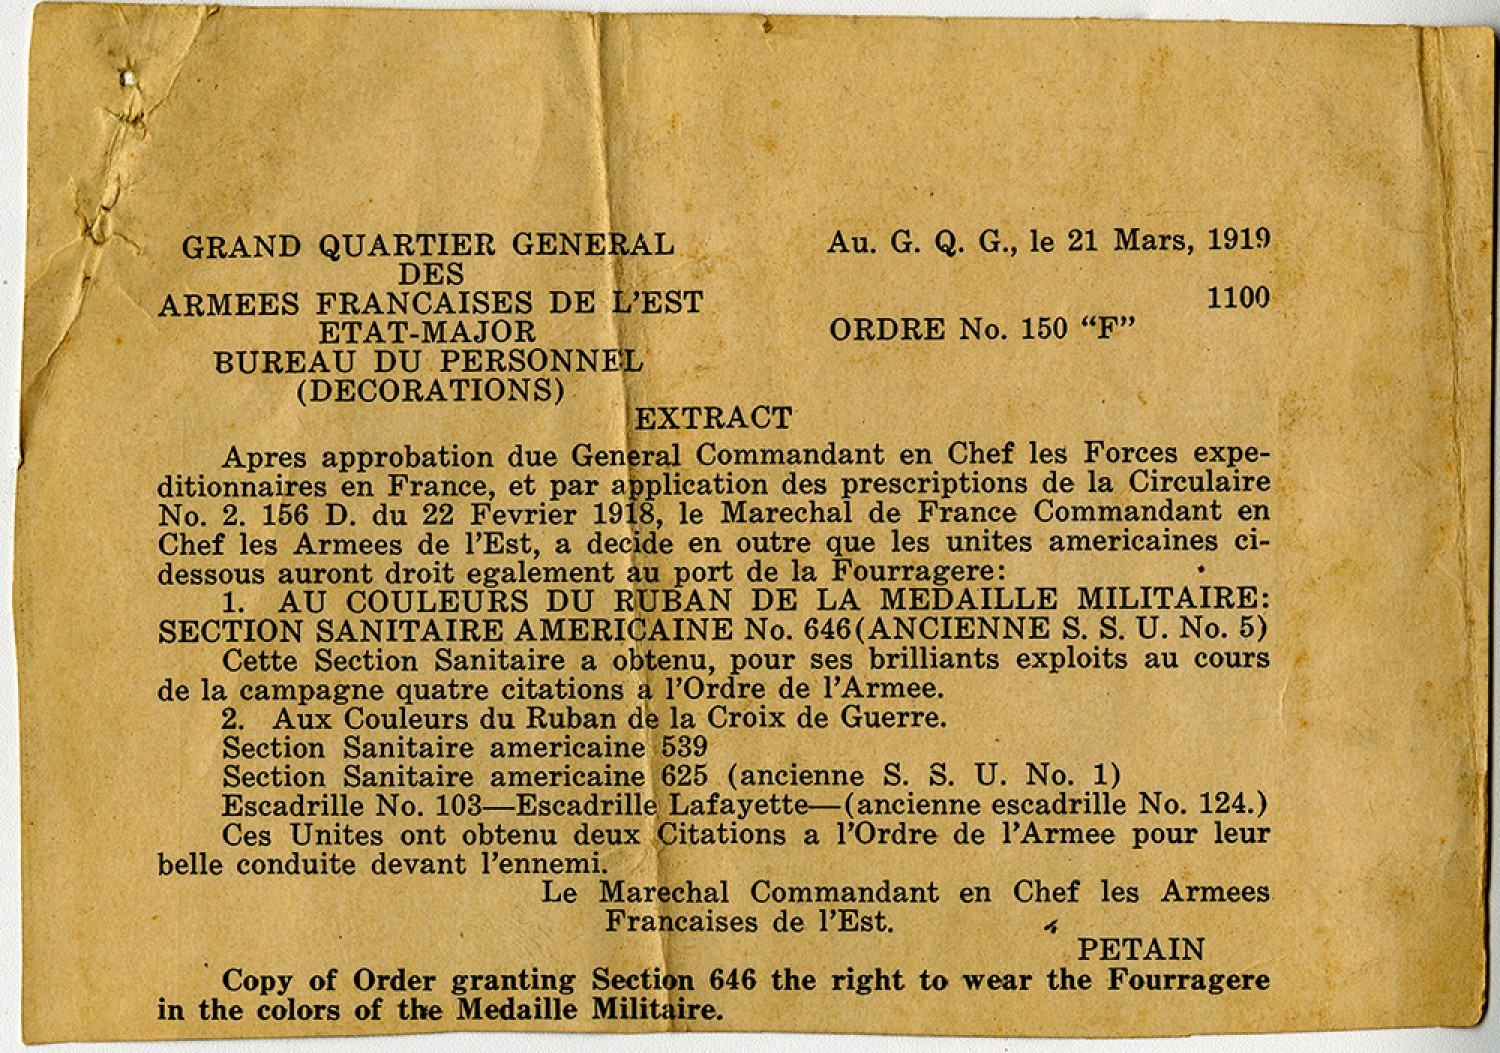 GRAND QUARTIER GENERAL
DES
ARMEES FRANCAISES DE L'EST
ETAT-MAJOR
BUREAU DU PERSONNEL
(DECORATIONS)
Au. G. Q. G., le 21 Mars, 1919
1100
ORDRE No. 150 “F”
EXTRACT
Apres approbation due General Commandant en Chef les Forces expe-
ditionnaires en France, et par application des prescriptions de la Circulaire
No. 2. 156 D. du 22 Fevrier 1918, le Marechal de France Commandant en
Chef les Armees de l'Est, a decide en outre que les unites americaines ci-
dessous auront droit egalement au port de la Fourragere:
1. AU COULEURS DU RUBAN DE LA MEDAILLE MILITAIRE:
SECTION SANITAIRE AMERICAINE No. 646(ANCIENNE S. S. U. No. 5)
Cette Section Sanitaire a obtenu, pour ses brilliants exploits au cours
de la campagne quatre citations a l'Ordre de l'Armee.
2. Aux Couleurs du Ruban de la Croix de Guerre.
Section Sanitaire americaine 539
Section Sanitaire americaine 625 (ancienne S. S. U. No. 1)
Escadrille No. 103—Escadrille Lafayette—(ancienne escadrille No. 124.)
Ces Unites ont obtenu deux Citations a l'Ordre de l'Armee pour leur
belle conduite devant l'ennemi.
Le Marechal Commandant en Chef les Armees
Francaises de l'Est.
PETAIN
Copy of Order granting Section 646 the right to wear the Fourragere
in the colors of the Medaille Militaire.